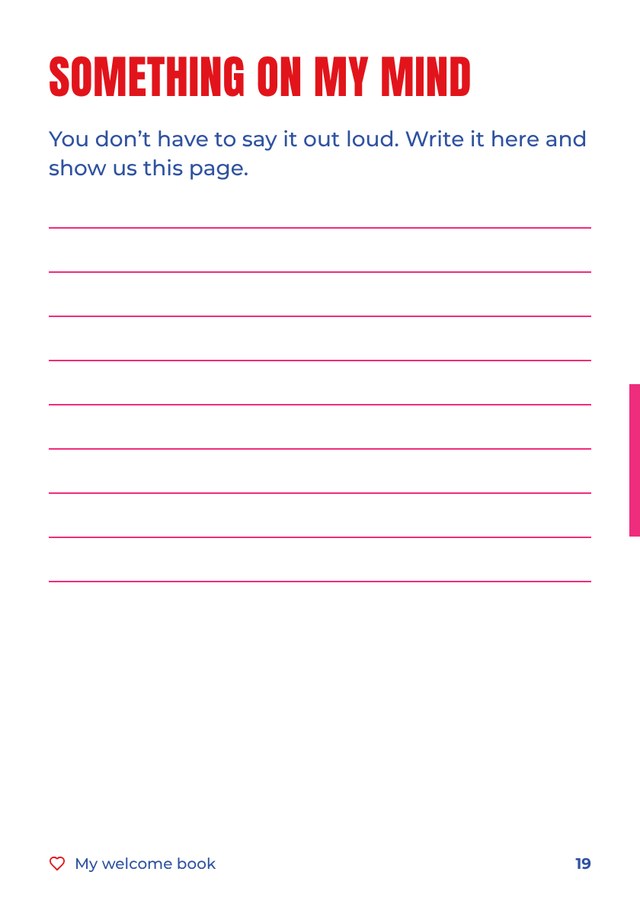 SOMETHING ON MY MIND
You don’t have to say it out loud. Write it here and
show us this page.
My welcome book
19